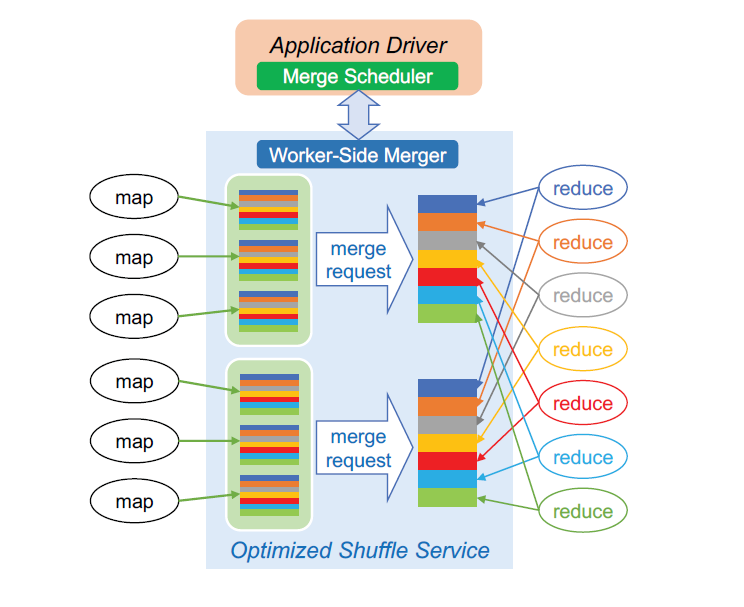 Application Driver
Merge Scheduler
Worker-Side Merger
map
map
map
map
map
map
merge
request
merge
request
reduce
reduce
reduce
reduce
reduce
reduce
reduce
Optimized Shuffle Service